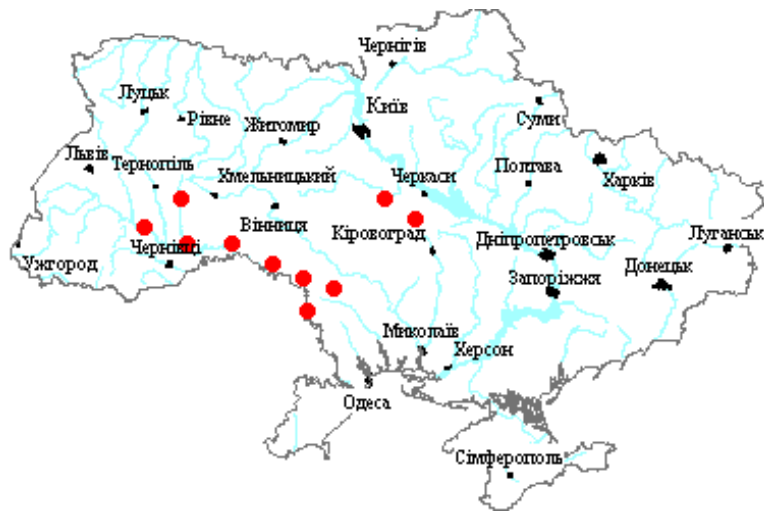 Чернігів
Луцьк
Рівне
Київ
Суми
Житомир
Львів
Тернопіль
Хмельницький
Черкаси
Полтава
Харків
Вінниця
Кіровоград
Дніпропетровськ
Луганськ
Ужгород
Чернівці
Запоріжжя
Донецьк
Миколаїв
Херсон
Одеса
Сімферополь